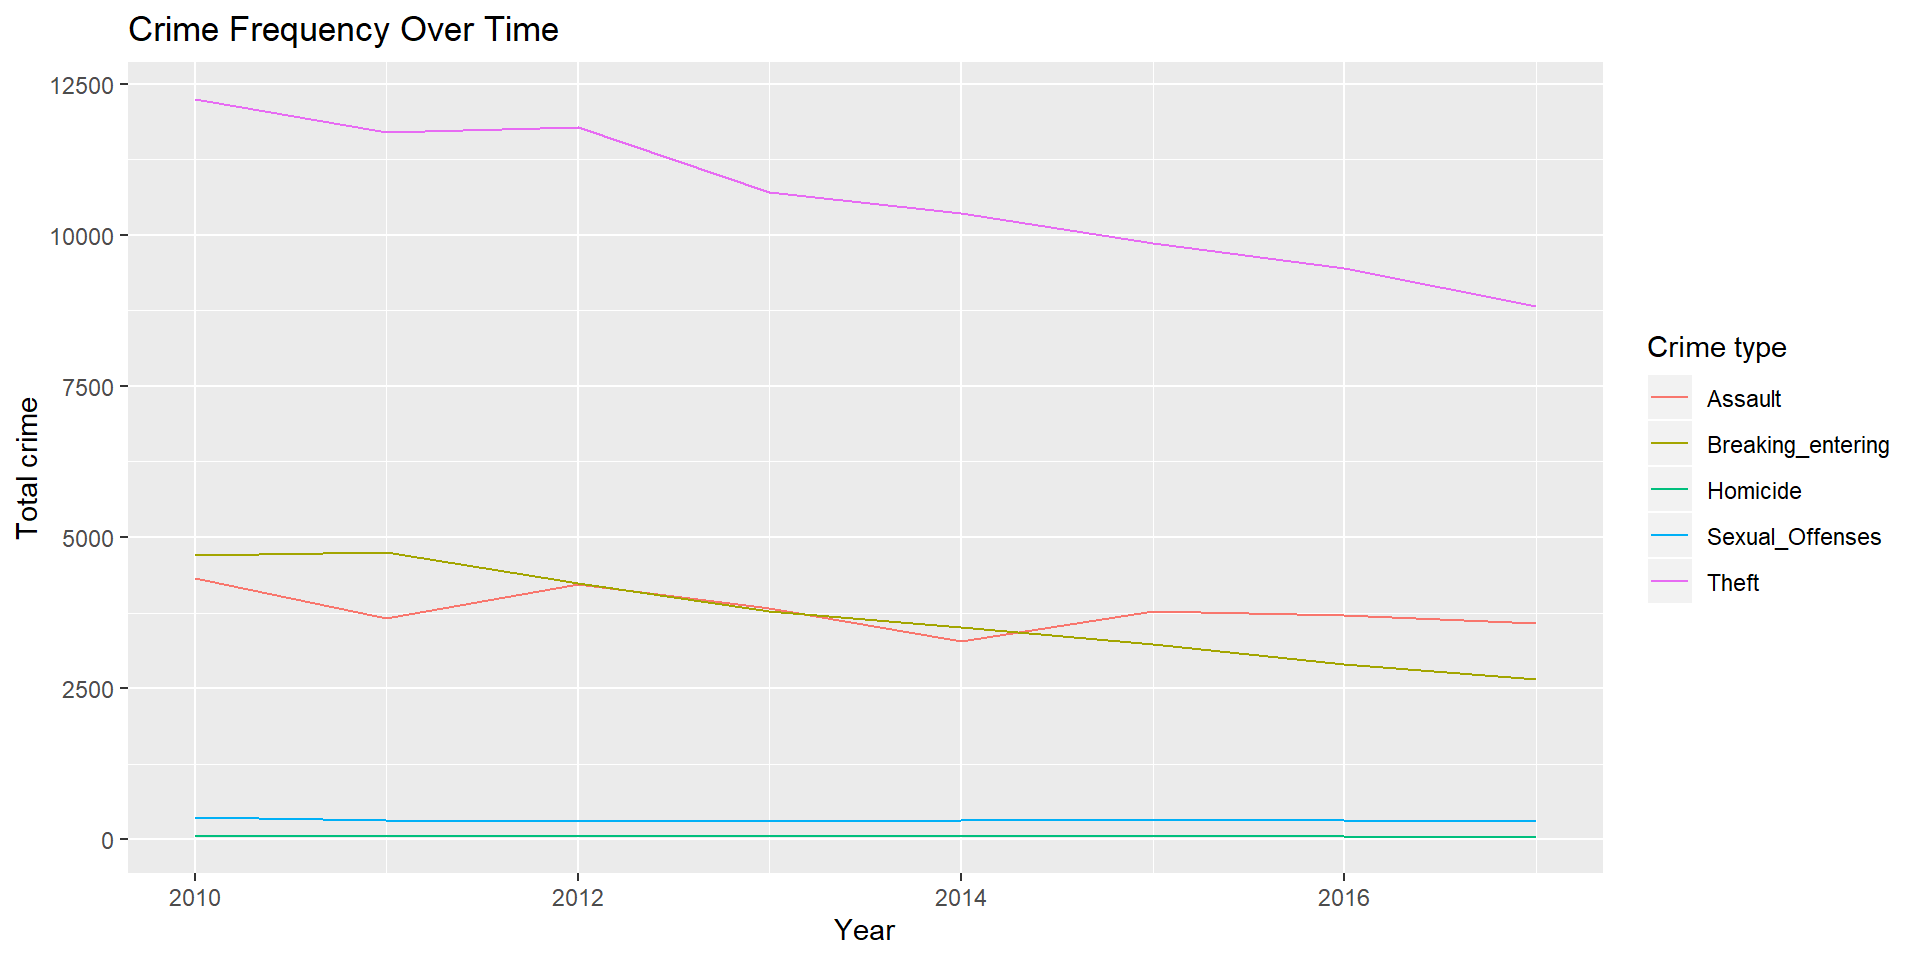 Crime Frequency Over Time
12500
10000
7500
5000
2500
0
Total crime
2010
2012
2014
2016
Year
Crime type
Assault
Breaking_entering
Homicide
Sexual_Offenses
Theft